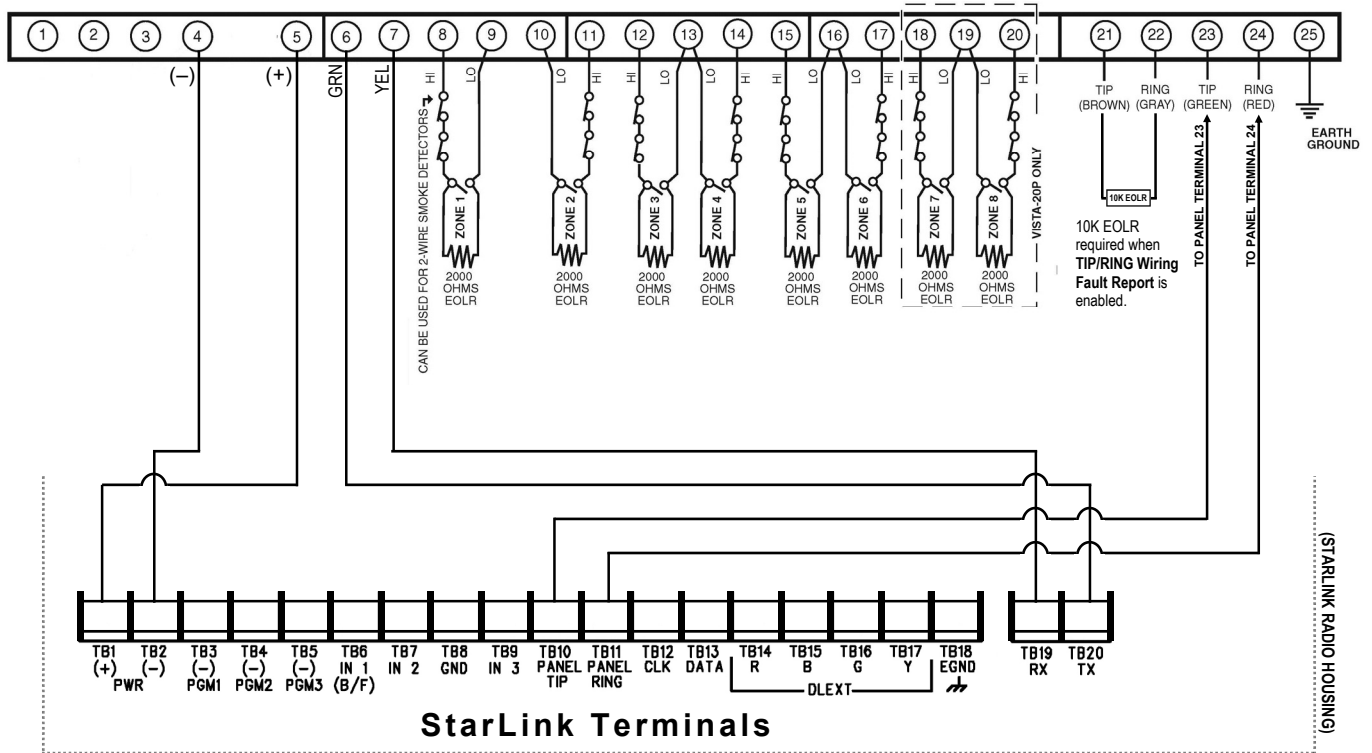 1 2 3 4 5 6 7 8 9 10 11 12 13 14 15 16 17 18 19 20 21 22 23 24 25
(–) (+) GRN YEL
HI LO LO HI HI LO LO HI HI LO LO HI HI LO LO HI
TIP (BROWN)
RING (GRAY)
TIP (GREEN)
RING (RED)
EARTH
GROUND
CAN BE USED FOR 2-WIRE SMOKE DETECTORS
ZONE 1
ZONE 2
ZONE 3
ZONE 4
ZONE 5
ZONE 6
ZONE 7
ZONE 8
VISTA-20P ONLY
2000 OHMS EOLR
2000 OHMS EOLR
2000 OHMS EOLR
2000 OHMS EOLR
2000 OHMS EOLR
2000 OHMS EOLR
2000 OHMS EOLR
2000 OHMS EOLR
10K EOLR
10K EOLR
required when
TIP/RING Wiring
Fault Report is
enabled.
TO PANEL TERMINAL 23
TO PANEL TERMINAL 24
(STARLINK RADIO HOUSING)
TB1 TB2 TB3 TB4 TB5 TB6 TB7 TB8 TB9 TB10 TB11 TB12 TB13 TB14 TB15 TB16 TB17 TB18 TB19 TB20
(+) (–) (–) (–) (–) IN 1 IN 2 GND IN 3 PANEL PANEL CLK DATA R B G Y EGND RX TX
PWR PGM1 PGM2 PGM3 (B/F) TIP RING DLEXT
StarLink Terminals